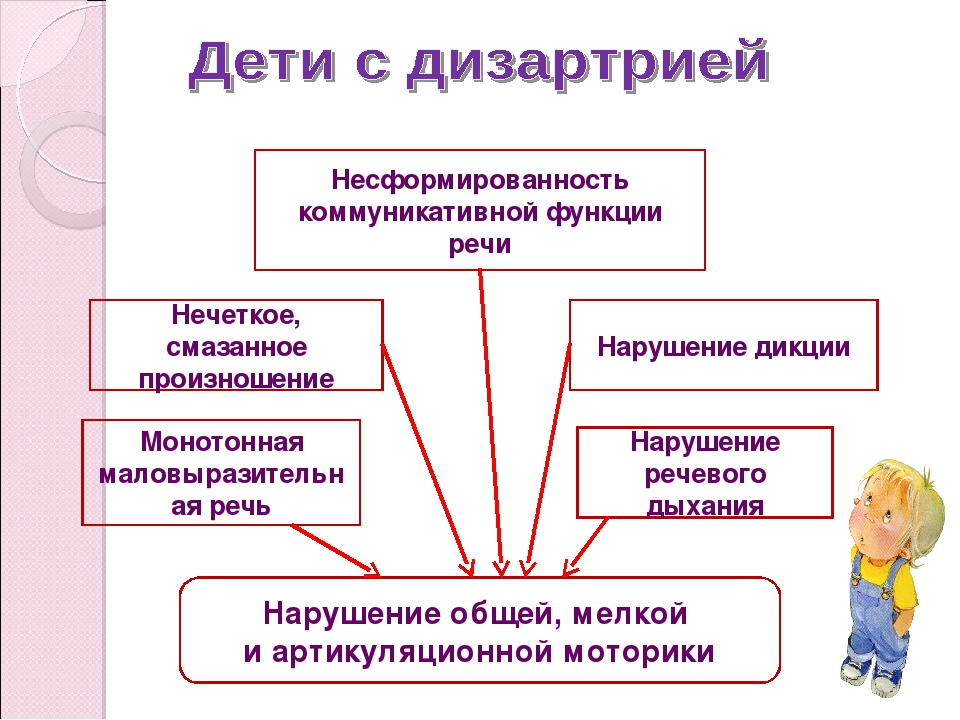 Дети с дизартрией
Несформированность
коммуникативной функции
речи
Нечеткое,
смазанное
произношение
Нарушение дикции
Монотонная
маловыразительн
ая речь
Нарушение
речевого
дыхания
Нарушение общей, мелкой
и артикуляционной моторики